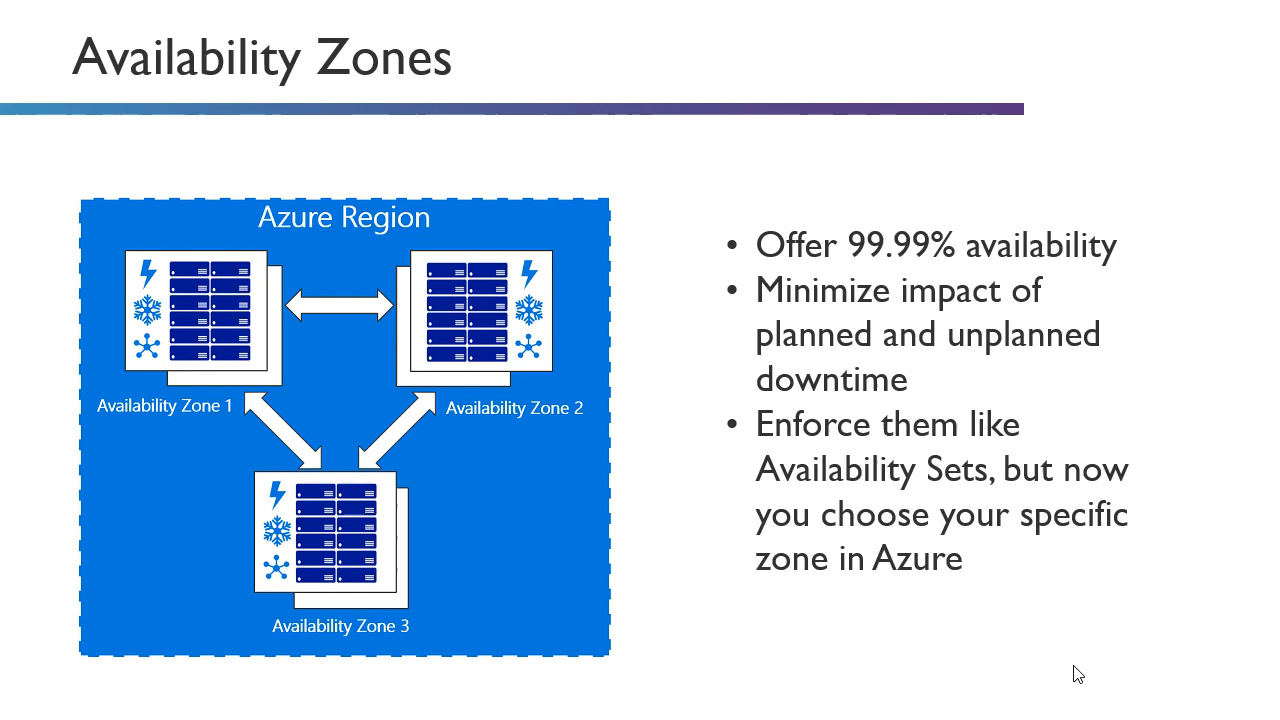 Availability Zones
Azure Region
Availability Zone 1
Availability Zone 2
Availability Zone 3
• Offer 99.99% availability
• Minimize impact of
planned and unplanned
downtime
• Enforce them like
Availability Sets, but now
you choose your specific
zone in Azure